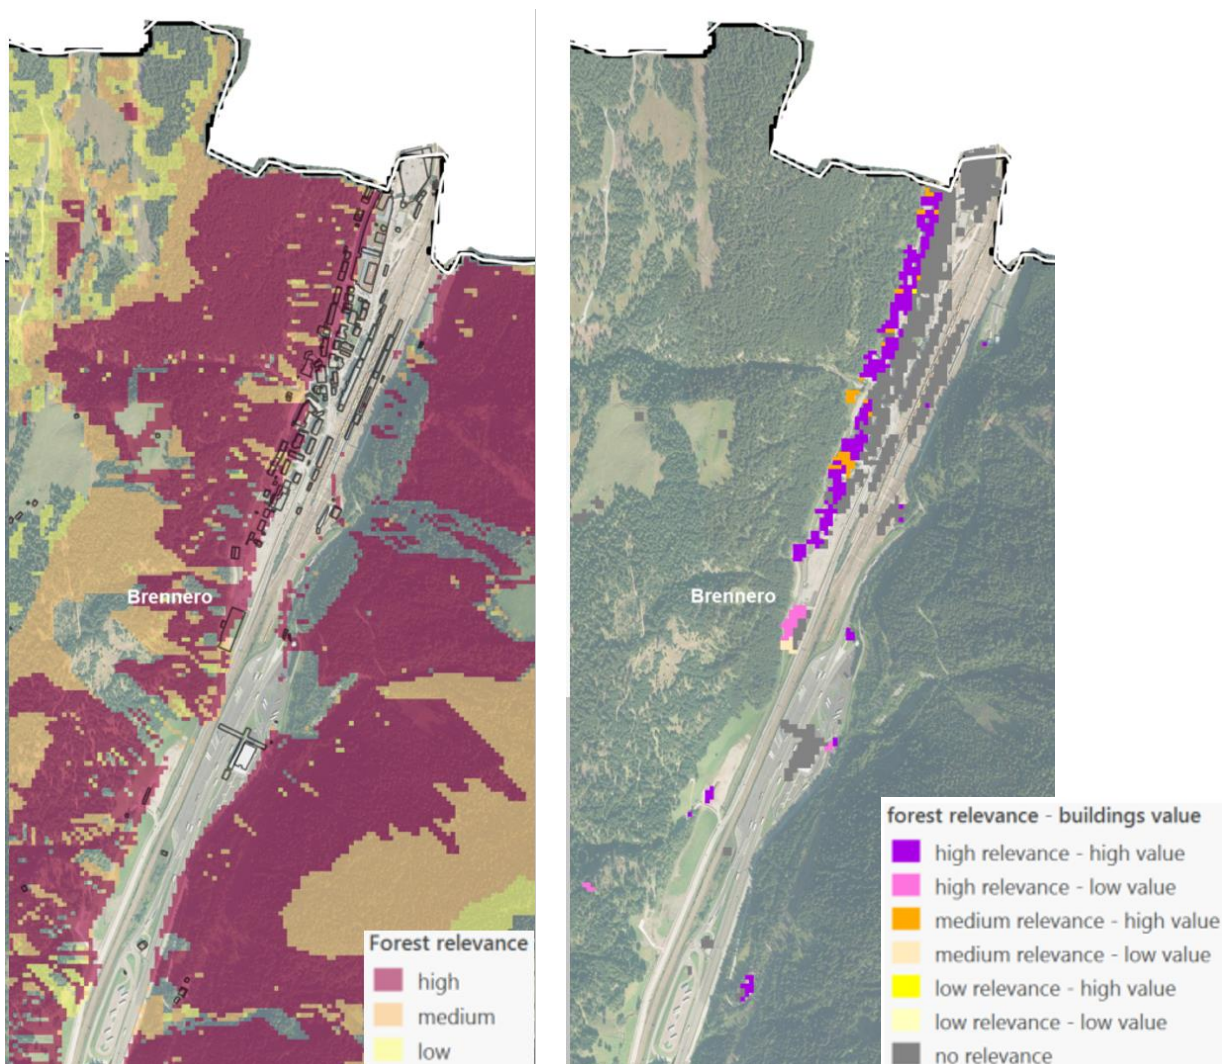 Brennero
Forest relevance
high
medium
low
Brennero
forest relevance - buildings value
high relevance - high value
high relevance - low value
medium relevance - high value
medium relevance - low value
low relevance - high value
low relevance - low value
no relevance